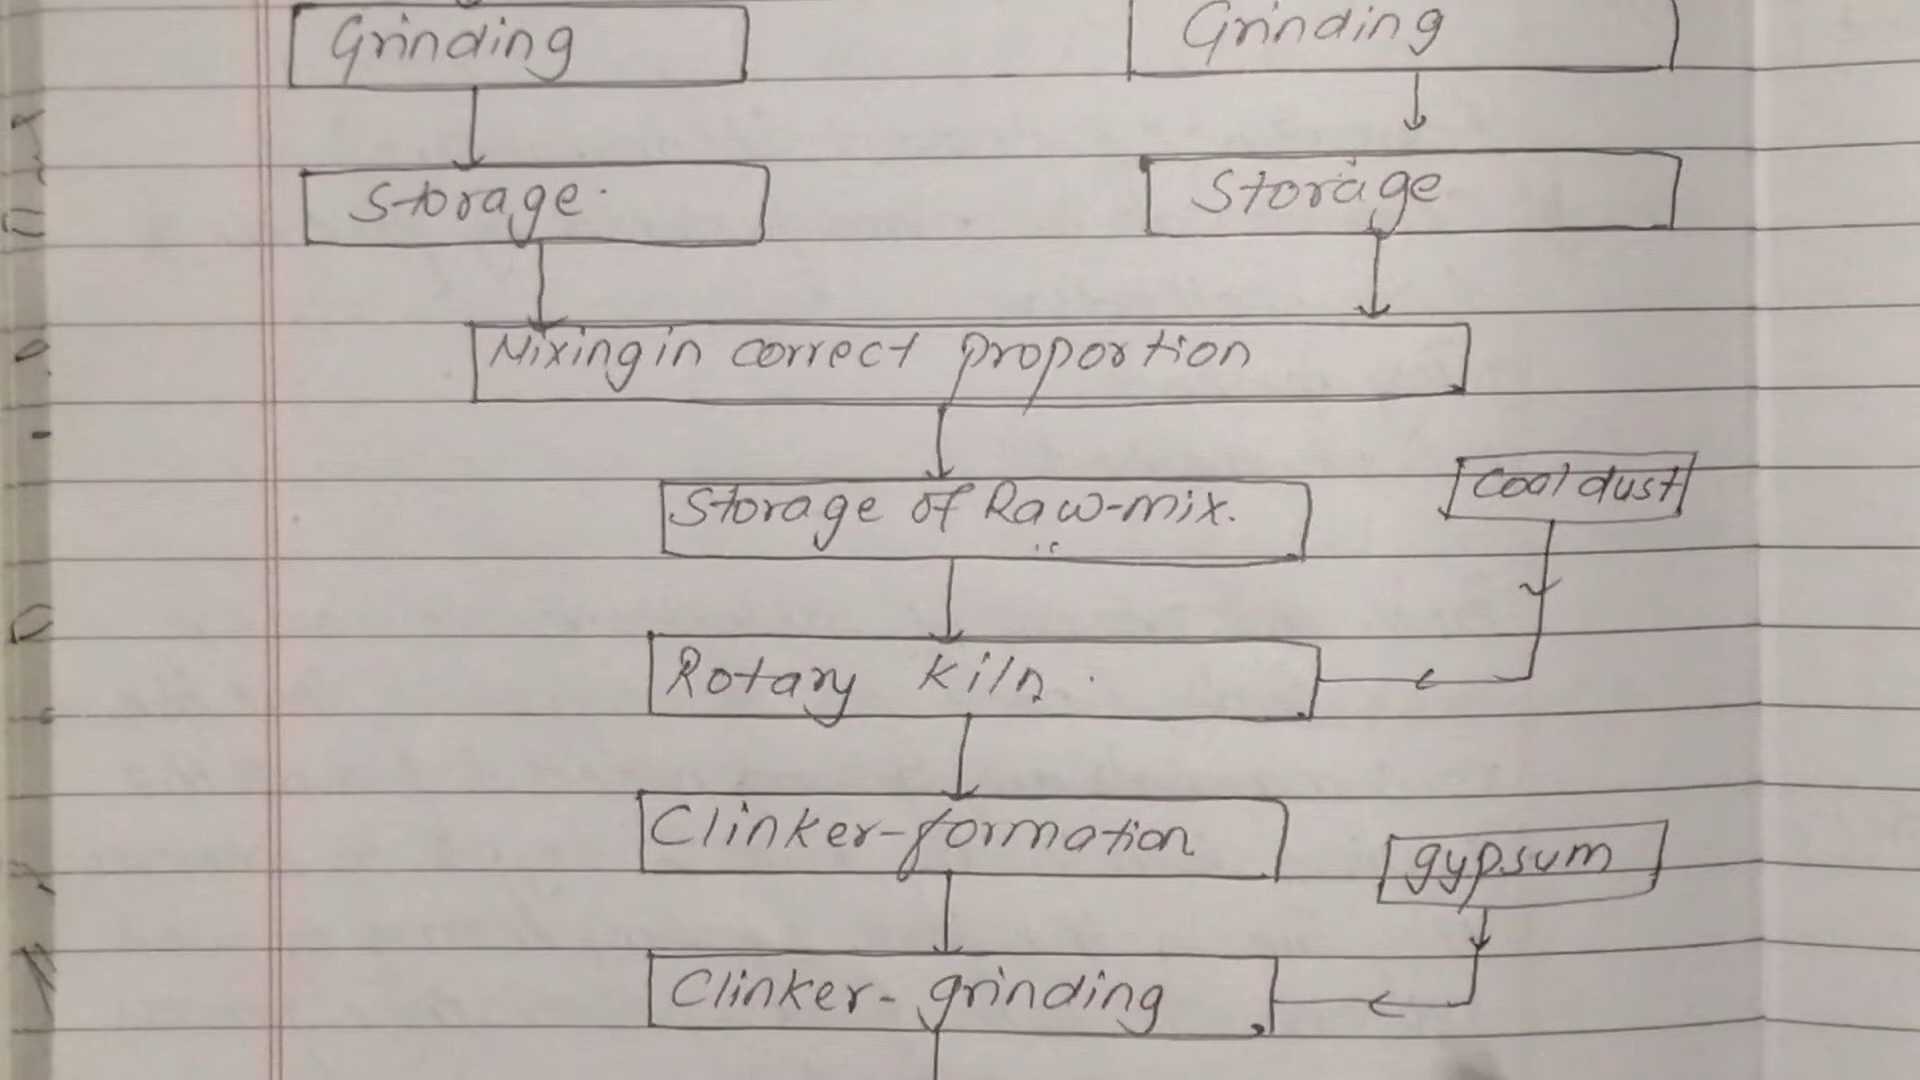 Grinding
Grinding
Storage.
Storage
Mixing in correct proportion
Storage of Raw-mix.
Coal dust
Rotary kiln.
Clinker-formation
gypsum
Clinker-grinding